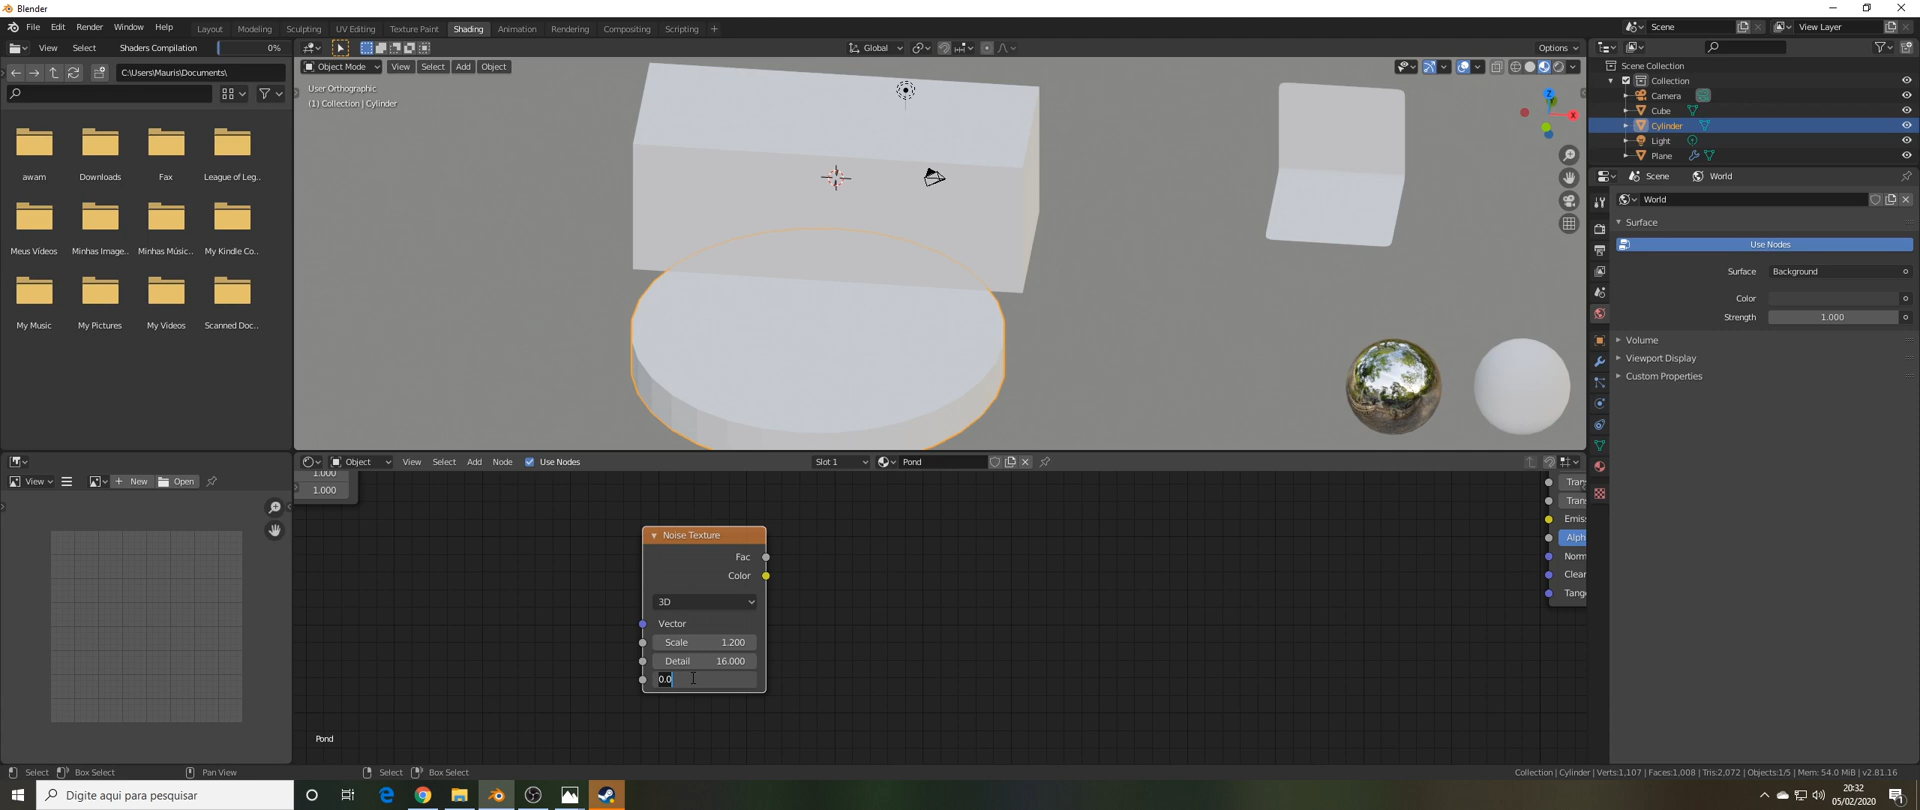 Blender
File Edit Render Window Help Layout Modeling Sculpting UV Editing Texture Paint Shading Animation Rendering Compositing Scripting + Scene View Layer
View Select Shaders Compilation 0% Global Options
C:\Users\Mauris\Documents\ Object Mode View Select Add Object
User Orthographic
(1) Collection | Cylinder
awam Downloads Fax League of Leg..
Meus Vídeos Minhas Image.. Minhas Músic.. My Kindle Co..
My Music My Pictures My Videos Scanned Doc..
Z
X
Scene Collection
Collection
Camera
Cube
Cylinder
Light
Plane
Scene World
World
Surface
Use Nodes
Surface Background
Color
Strength 1.000
Volume
Viewport Display
Custom Properties
Object View Select Add Node Use Nodes Slot 1 Pond
View New Open
1.000
1.000
Noise Texture
Fac
Color
3D
Vector
Scale 1.200
Detail 16.000
0.0
Tran
Tran
Emis
Alph
Norm
Clear
Tang
Pond
Select Box Select Pan View Select Box Select Collection | Cylinder | Verts:1,107 | Faces:1,008 | Tris:2,072 | Objects:1/5 | Mem: 54.0 MiB | v2.81.16
Digite aqui para pesquisar
20:32
05/02/2020
1